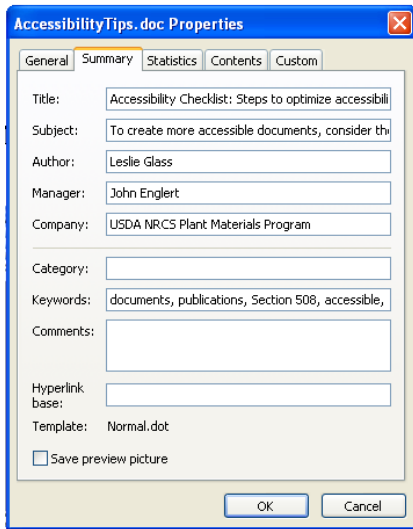 AccessibilityTips.doc Properties
General Summary Statistics Contents Custom
Title: Accessibility Checklist: Steps to optimize accessibili
Subject: To create more accessible documents, consider the
Author: Leslie Glass
Manager: John Englert
Company: USDA NRCS Plant Materials Program
Category:
Keywords: documents, publications, Section 508, accessible,
Comments:
Hyperlink
base:
Template: Normal.dot
Save preview picture
OK Cancel